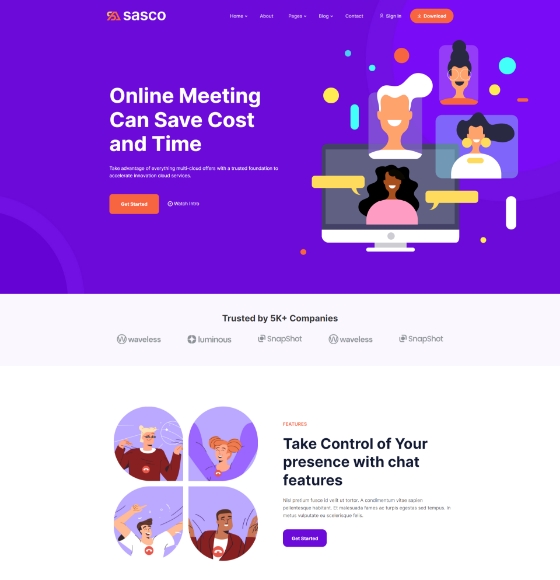 sasco
Home
About
Pages
Blog
Contact
Sign In
Download
Online Meeting
Can Save Cost
and Time
Take advantage of everything multi-cloud offers with a trusted foundation to
accelerate innovation cloud services.
Get Started
Watch Intro
Trusted by 5K+ Companies
waveless
luminous
SnapShot
waveless
SnapShot
FEATURES
Take Control of Your
presence with chat
features
Nisi pretium fusce id velit ut tortor. A condimentum vitae sapien
pellentesque habitant. Et malesuada fames ac turpis egestas sed tempus. In
metus vulputate eu scelerisque felis.
Get Started